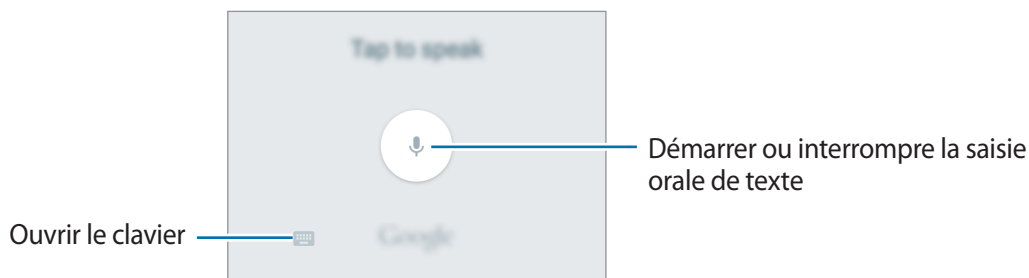 Tap to speak
Démarrer ou interrompre la saisie
orale de texte
Ouvrir le clavier
Google